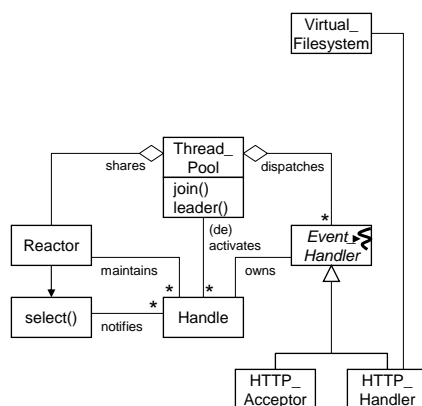 Virtual_
Filesystem
Thread_
Pool
shares
dispatches
join()
leader()
*
(de)
activates
Reactor
Event_
Handler
maintains
owns
*
*
*
select()
notifies
Handle
HTTP_
Acceptor
HTTP_
Handler